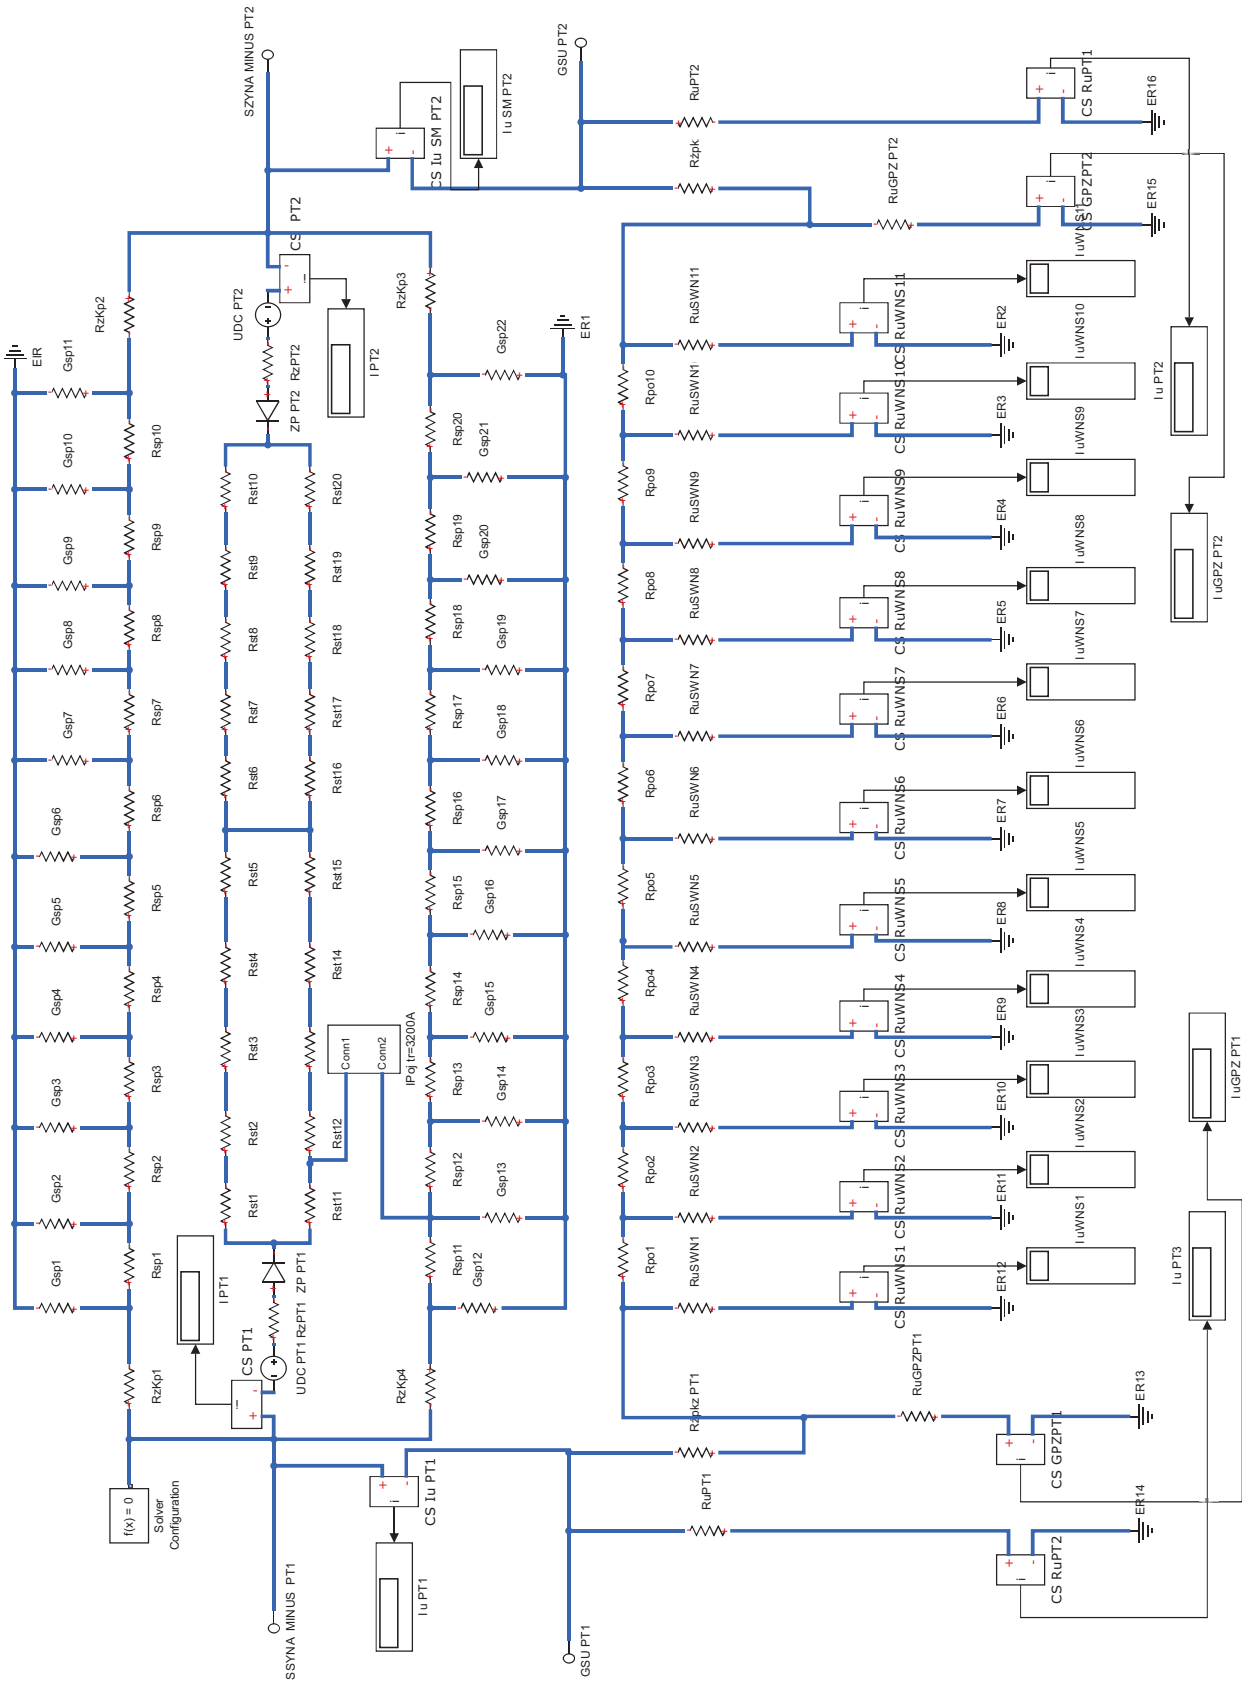 SZYNA MINUS PT2
GSU PT2
I u SM PT2
CS Iu SM PT2
i
+
-
RuPT2
Rżpk
RuGPZ PT2
CS RuPT1
ER16
CS GPZPT2
ER15
I u PT2
I uGPZ PT2
RzKp2
EIR
UDC PT2
CS PT2
I PT2
RzPT2
ZP PT2
RzKp3
ER1
Gsp11
Gsp10
Gsp9
Gsp8
Gsp7
Gsp6
Gsp5
Gsp4
Gsp3
Gsp2
Gsp1
Rsp10
Rsp9
Rsp8
Rsp7
Rsp6
Rsp5
Rsp4
Rsp3
Rsp2
Rsp1
Rst10
Rst9
Rst8
Rst7
Rst6
Rst5
Rst4
Rst3
Rst2
Rst1
Rst20
Rst19
Rst18
Rst17
Rst16
Rst15
Rst14
Rst12
Rst11
Conn1
Conn2
IPoj tr=3200A
Rsp20
Rsp19
Rsp18
Rsp17
Rsp16
Rsp15
Rsp14
Rsp13
Rsp12
Rsp11
Gsp22
Gsp21
Gsp20
Gsp19
Gsp18
Gsp17
Gsp16
Gsp15
Gsp14
Gsp13
Gsp12
Rpo10
Rpo9
Rpo8
Rpo7
Rpo6
Rpo5
Rpo4
Rpo3
Rpo2
Rpo1
RuSWN11
RuSWN1
RuSWN9
RuSWN8
RuSWN7
RuSWN6
RuSWN5
RuSWN4
RuSWN3
RuSWN2
RuSWN1
CS RuWNS11
CS RuWNS10
CS RuWNS9
CS RuWNS8
CS RuWNS7
CS RuWNS6
CS RuWNS5
CS RuWNS4
CS RuWNS3
CS RuWNS2
CS RuWNS1
ER2
ER3
ER4
ER5
ER6
ER7
ER8
ER9
ER10
ER11
ER12
I uWNS11
I uWNS10
I uWNS9
I uWNS8
I uWNS7
I uWNS6
I uWNS5
I uWNS4
I uWNS3
I uWNS2
I uWNS1
I uGPZ PT1
I u PT3
I PT1
CS PT1
UDC PT1
RzPT1
ZP PT1
RzKp1
RzKp4
f(x) = 0
Solver
Configuration
SSYNA MINUS PT1
CS Iu PT1
I u PT1
GSU PT1
Rżpkz PT1
RuPT1
RuGPZPT1
CS GPZPT1
ER13
CS RuPT2
ER14